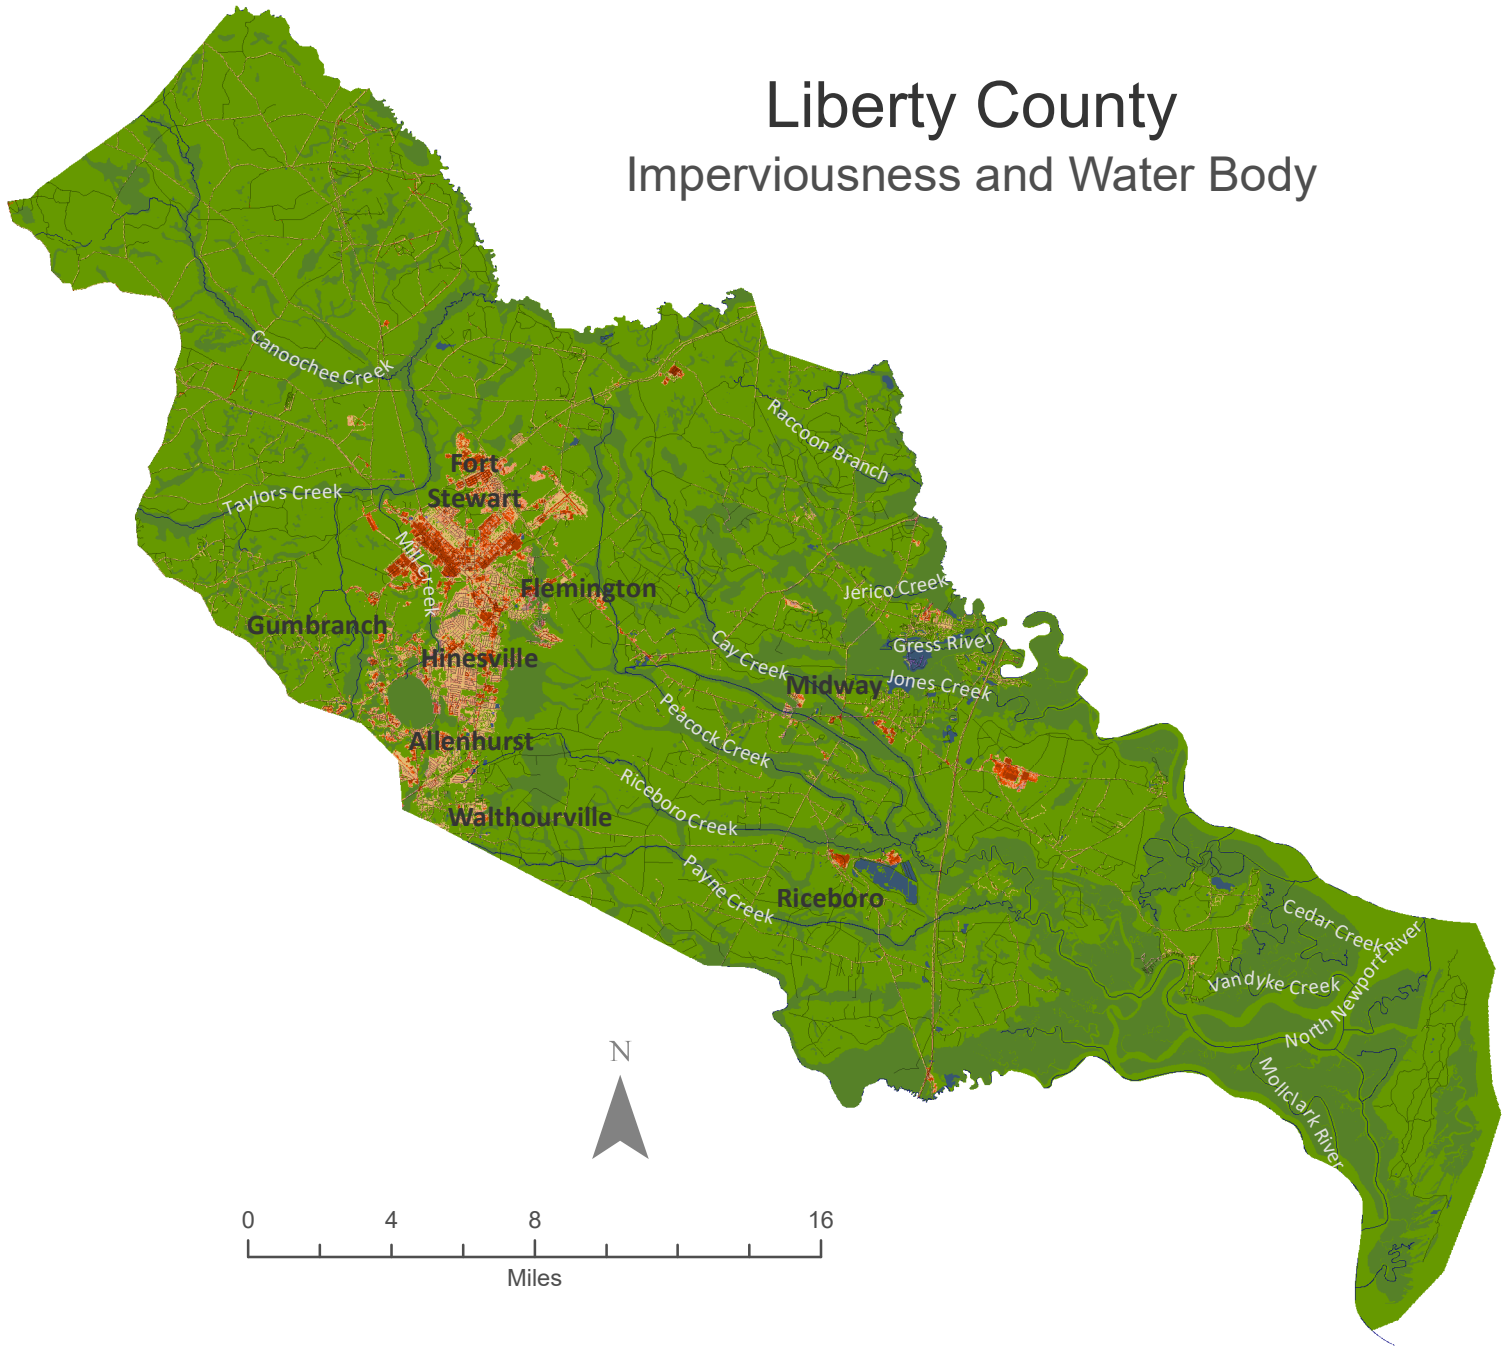 Liberty County
Imperviousness and Water Body
Canoochee Creek
Raccoon Branch
Fort
Stewart
Taylors Creek
Mill Creek
Flemington
Jerico Creek
Gumbranch
Gress River
Hinesville
Cay Creek
Midway
Jones Creek
Peacock Creek
Allenhurst
Riceboro Creek
Walthourville
Payne Creek
Riceboro
Cedar Creek
Vandyke Creek
North Newport River
Mollclark River
N
0 4 8 16
Miles